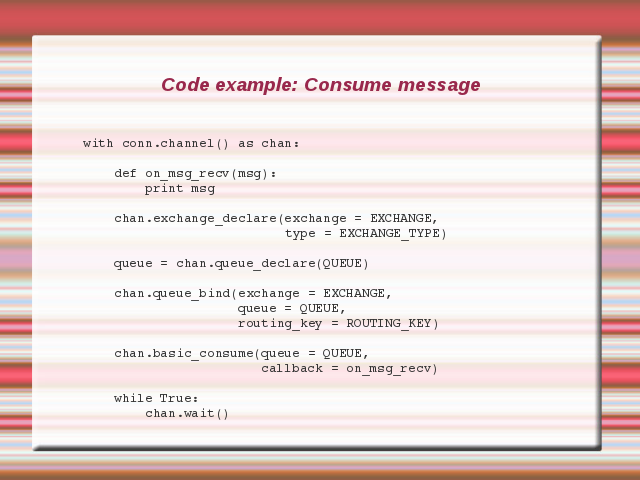 Code example: Consume message
with conn.channel() as chan:
    def on_msg_recv(msg):
        print msg
    chan.exchange_declare(exchange = EXCHANGE,
                          type = EXCHANGE_TYPE)
    queue = chan.queue_declare(QUEUE)
    chan.queue_bind(exchange = EXCHANGE,
                    queue = QUEUE,
                    routing_key = ROUTING_KEY)
    chan.basic_consume(queue = QUEUE,
                       callback = on_msg_recv)
    while True:
        chan.wait()